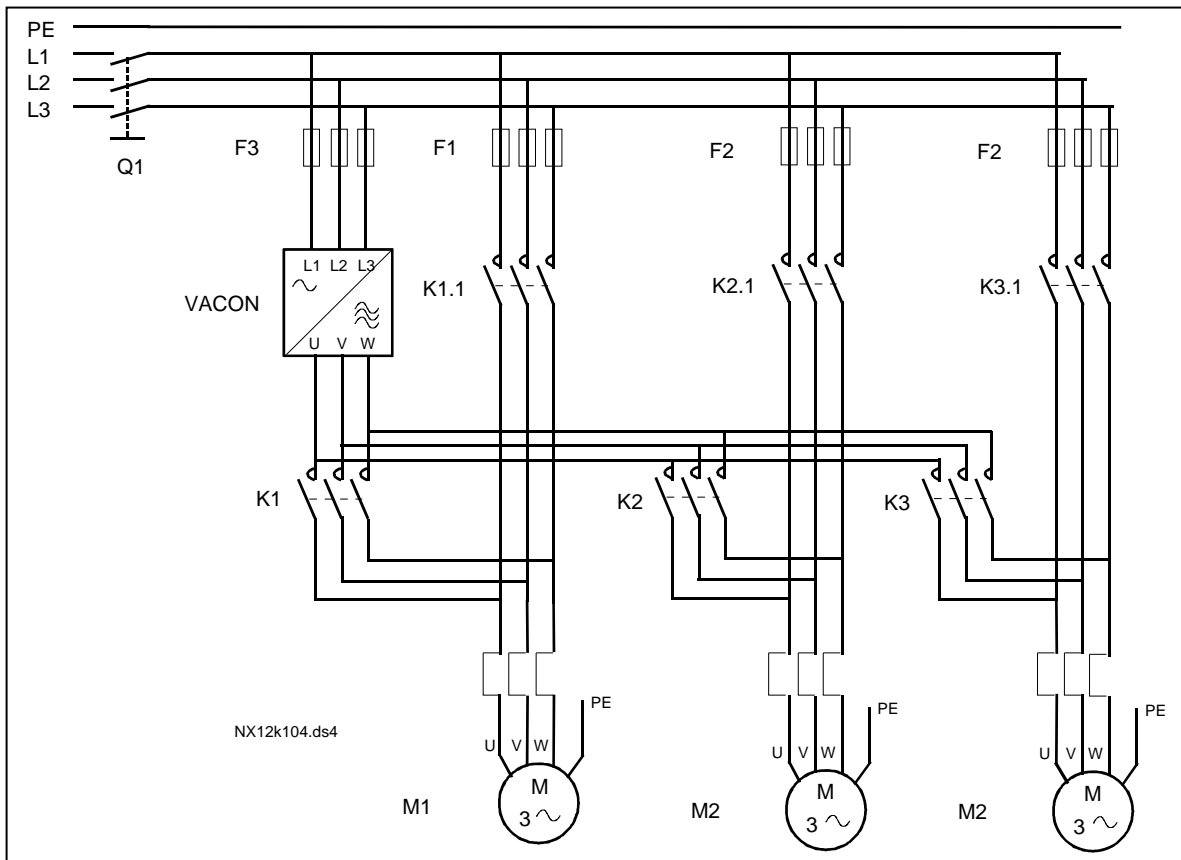 PE
L1
L2
L3
Q1
F3
F1
F2
F2
L1 L2 L3
VACON
U V W
K1.1
K2.1
K3.1
K1
K2
K3
NX12k104.ds4
PE
PE
PE
U V W
U V W
U V W
M
3
M
3
M
3
M1
M2
M2